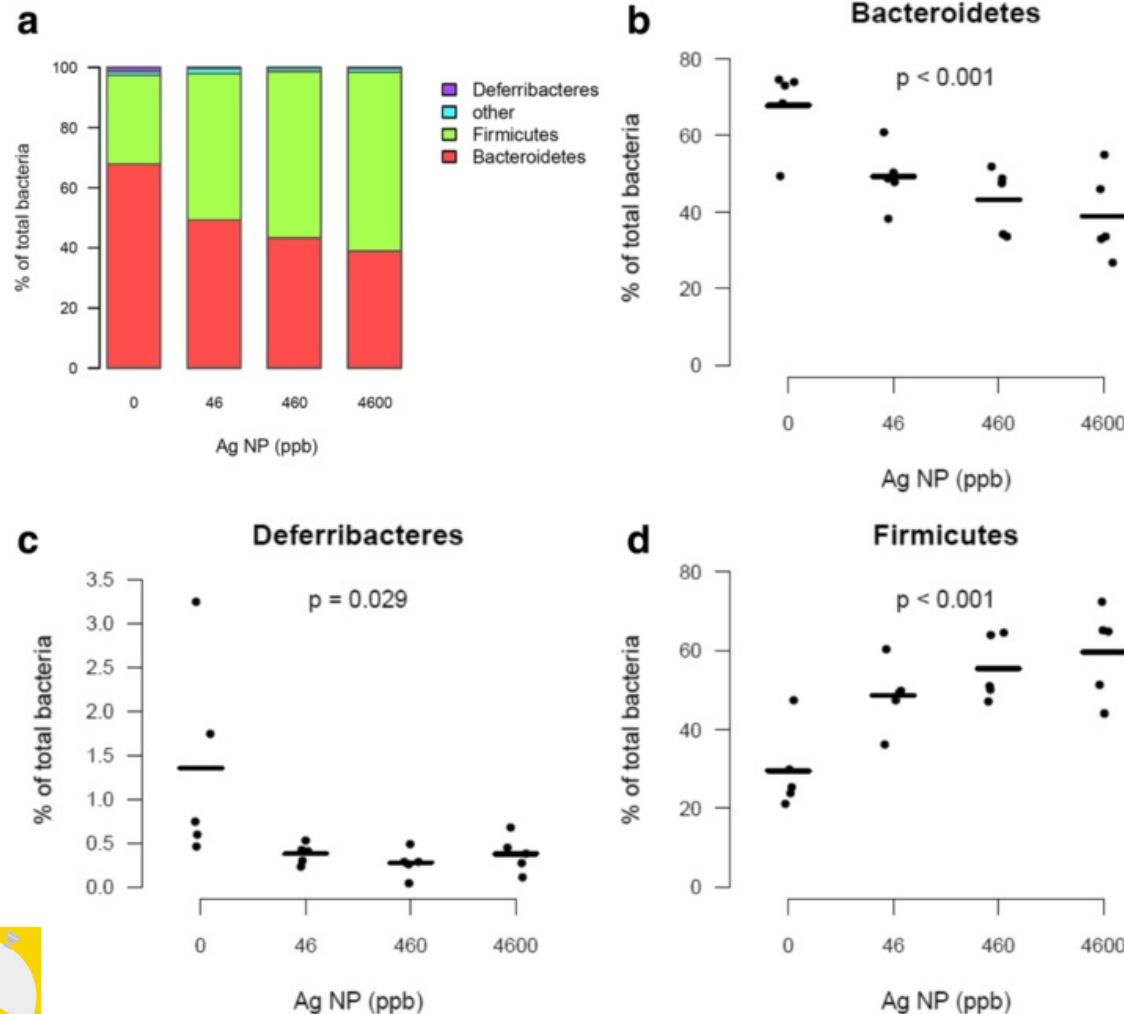 a
100
80
60
40
20
0
% of total bacteria
0 46 460 4600
Ag NP (ppb)
Deferribacteres
other
Firmicutes
Bacteroidetes
b
Bacteroidetes
p < 0.001
80
60
40
20
0
% of total bacteria
0 46 460 4600
Ag NP (ppb)
c
Deferribacteres
p = 0.029
3.5
3.0
2.5
2.0
1.5
1.0
0.5
0.0
% of total bacteria
0 46 460 4600
Ag NP (ppb)
d
Firmicutes
p < 0.001
80
60
40
20
0
% of total bacteria
0 46 460 4600
Ag NP (ppb)